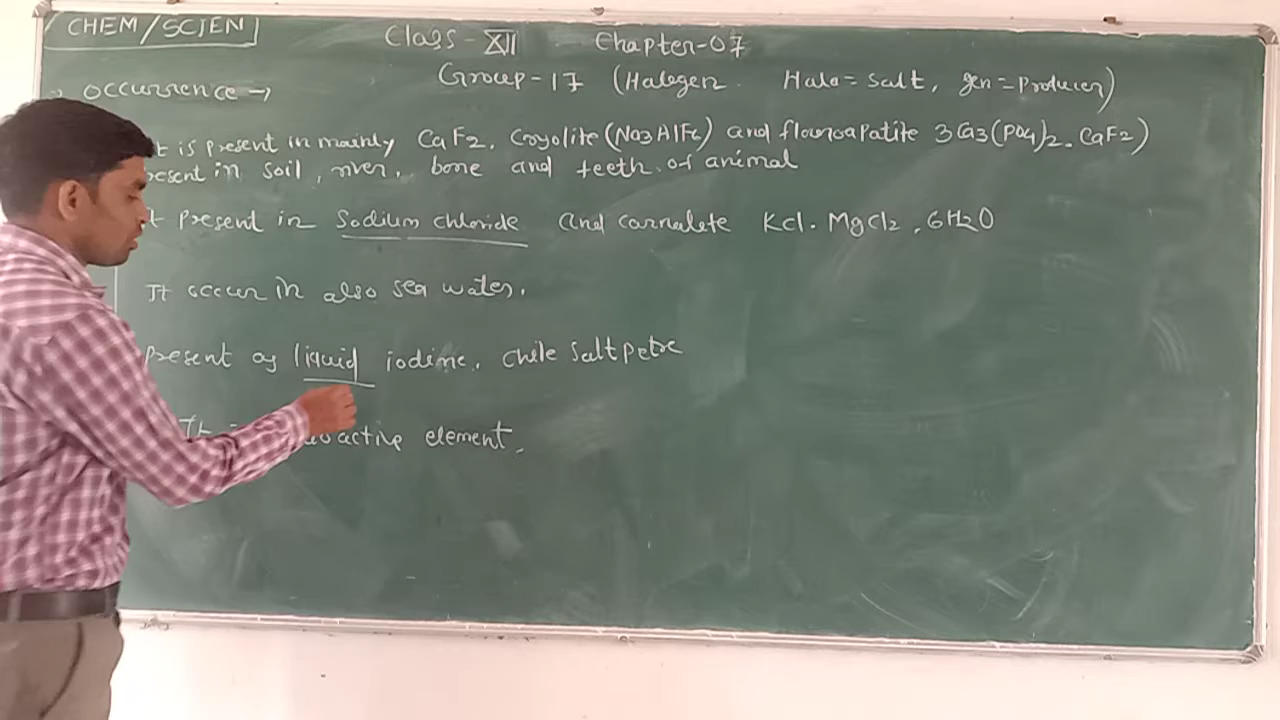 CHEM/SCIEN
Class - XII Chapter-07
Group-17 (Halogen Halo = salt, gen = Producer)
occurrence →
t is present in mainly CaF2, Cryolite (Na3AlF6) and flouroapatite 3Ca3(PO4)2.CaF2)
esent in soil, river, bone and teeth of animal
t present in Sodium chloride and carnalete Kcl. MgCl2, 6H2O
It occur in also sea water.
Present as liquid iodine, chile saltpetre
It active element,